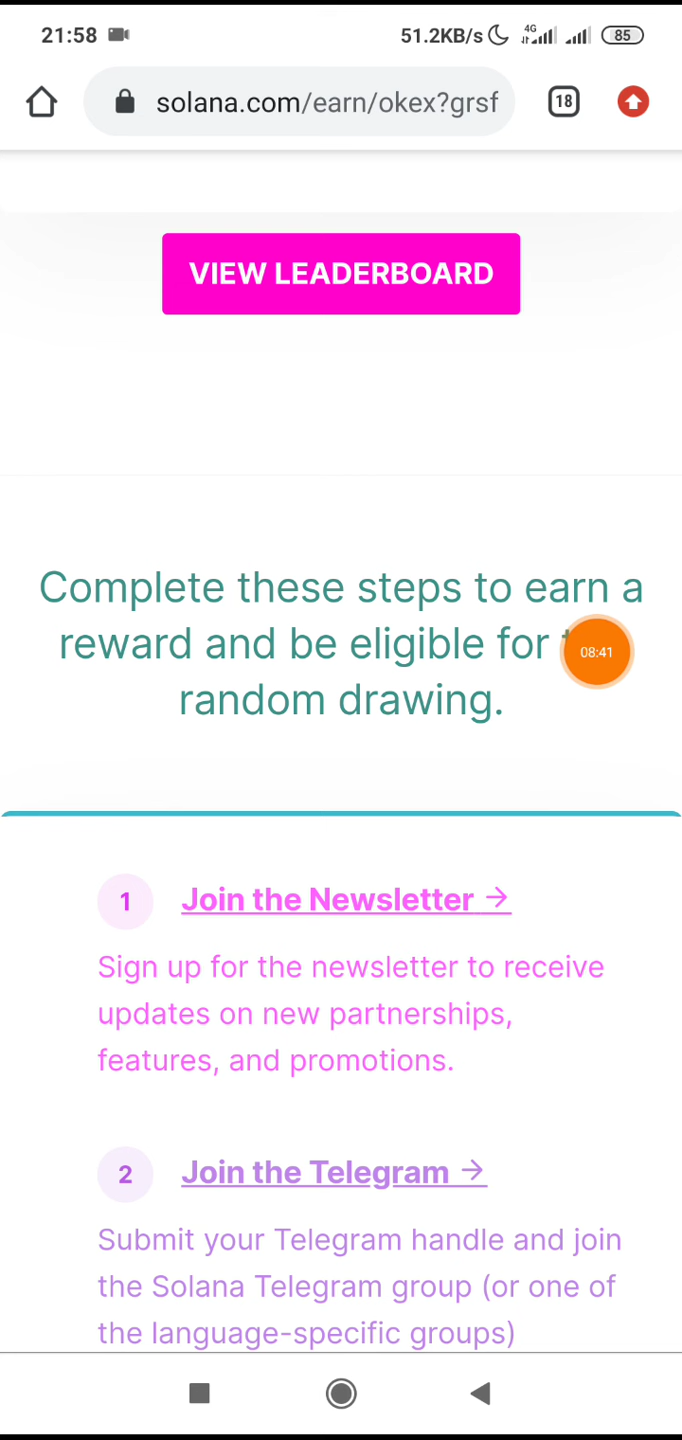 21:58 51.2KB/s 4G 85
solana.com/earn/okex?grsf 18
VIEW LEADERBOARD
Complete these steps to earn a
reward and be eligible for
08:41
random drawing.
1 Join the Newsletter →
Sign up for the newsletter to receive
updates on new partnerships,
features, and promotions.
2 Join the Telegram →
Submit your Telegram handle and join
the Solana Telegram group (or one of
the language-specific groups)